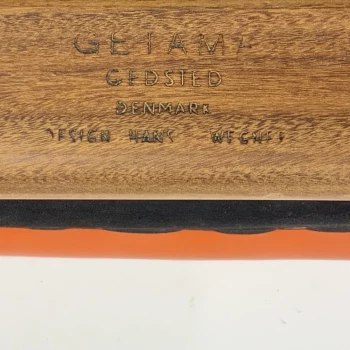 GETAMA
GEDSTED
DENMARK
DESIGN HANS WEGNER